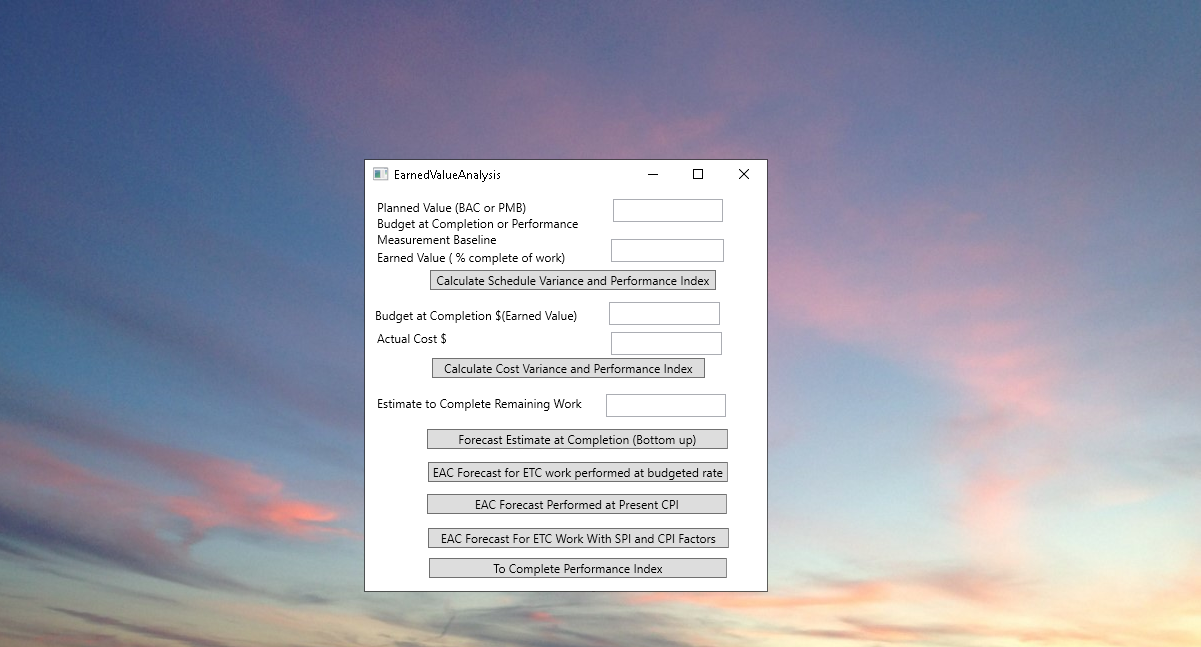 EarnedValueAnalysis
Planned Value (BAC or PMB)
Budget at Completion or Performance
Measurement Baseline
Earned Value ( % complete of work)
Calculate Schedule Variance and Performance Index
Budget at Completion $(Earned Value)
Actual Cost $
Calculate Cost Variance and Performance Index
Estimate to Complete Remaining Work
Forecast Estimate at Completion (Bottom up)
EAC Forecast for ETC work performed at budgeted rate
EAC Forecast Performed at Present CPI
EAC Forecast For ETC Work With SPI and CPI Factors
To Complete Performance Index